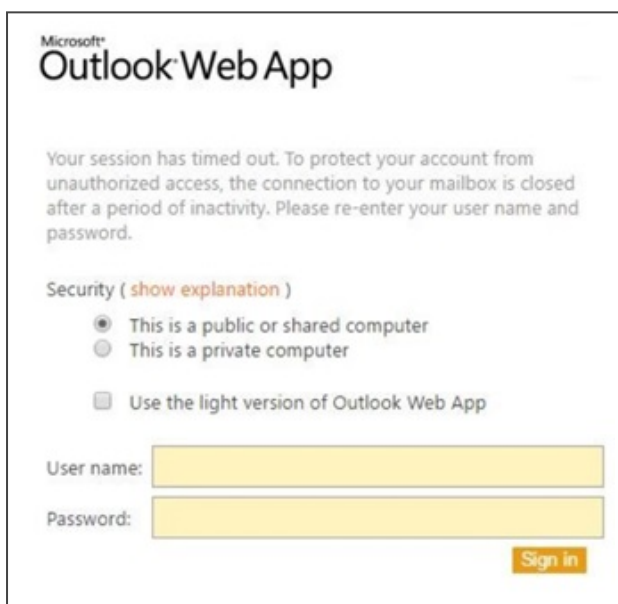 Microsoft®
Outlook® Web App
Your session has timed out. To protect your account from
unauthorized access, the connection to your mailbox is closed
after a period of inactivity. Please re-enter your user name and
password.
Security ( show explanation )
This is a public or shared computer
This is a private computer
Use the light version of Outlook Web App
User name:
Password:
Sign in